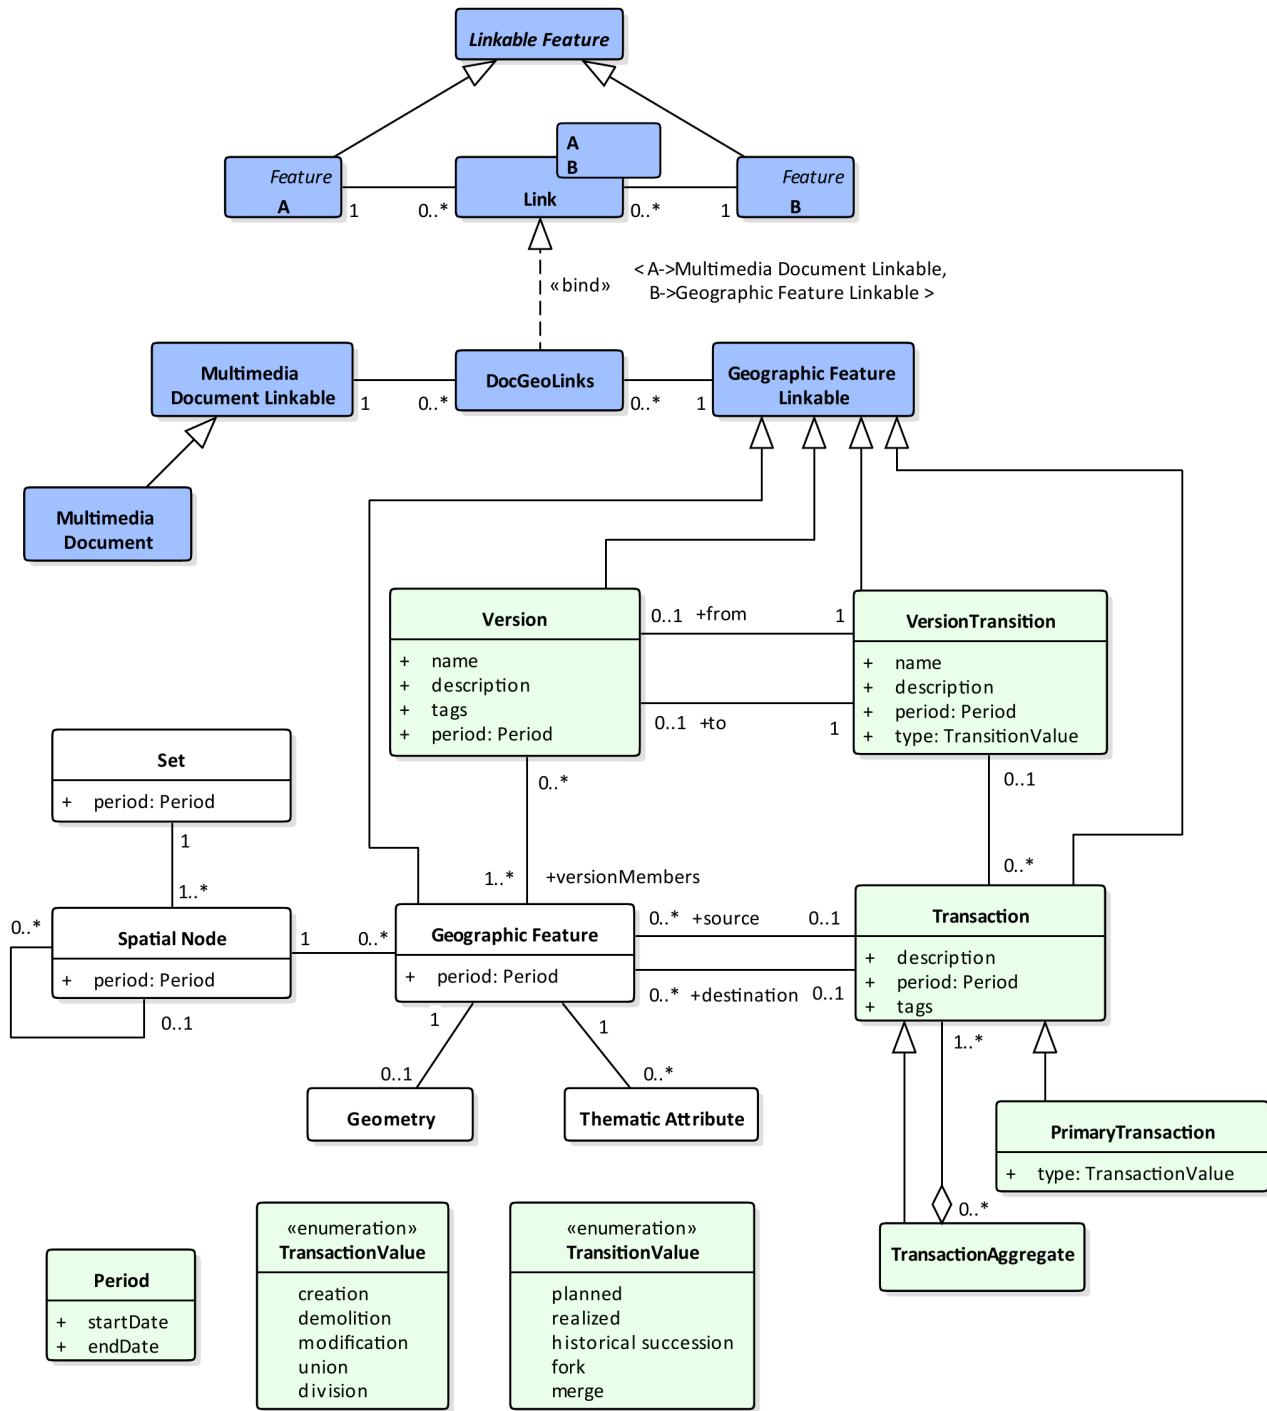 Linkable Feature
A
B
Feature
A
Link
Feature
B
1
0..*
0..*
1
«bind»
< A->Multimedia Document Linkable,
B->Geographic Feature Linkable >
Multimedia
Document Linkable
DocGeoLinks
Geographic Feature
Linkable
1
0..*
0..*
1
Multimedia
Document
Version
+ name
+ description
+ tags
+ period: Period
0..1 +from
1
0..1 +to
1
VersionTransition
+ name
+ description
+ period: Period
+ type: TransitionValue
Set
+ period: Period
1
1..*
0..*
0..1
0..*
1..* +versionMembers
0..*
Spatial Node
+ period: Period
0..1
1
0..*
Geographic Feature
+ period: Period
0..* +source
0..1
0..* +destination
0..1
Transaction
+ description
+ period: Period
+ tags
1
0..1
1
0..*
1..*
Geometry
Thematic Attribute
PrimaryTransaction
+ type: TransactionValue
0..*
TransactionAggregate
Period
+ startDate
+ endDate
«enumeration»
TransactionValue
creation
demolition
modification
union
division
«enumeration»
TransitionValue
planned
realized
historical succession
fork
merge